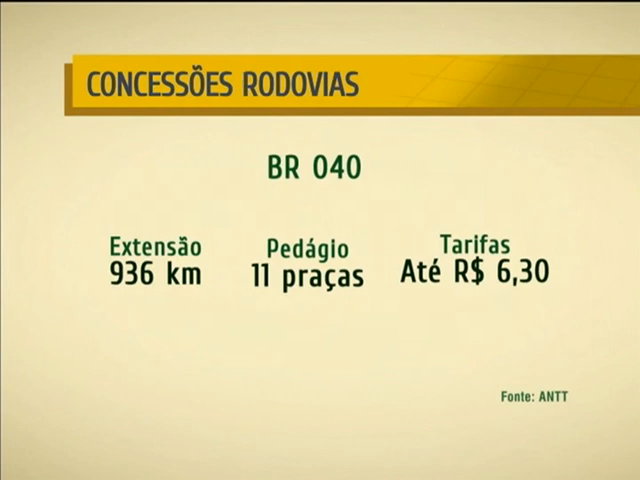 CONCESSÕES RODOVIAS
BR 040
Extensão
936 km
Pedágio
11 praças
Tarifas
Até R$ 6,30
Fonte: ANTT